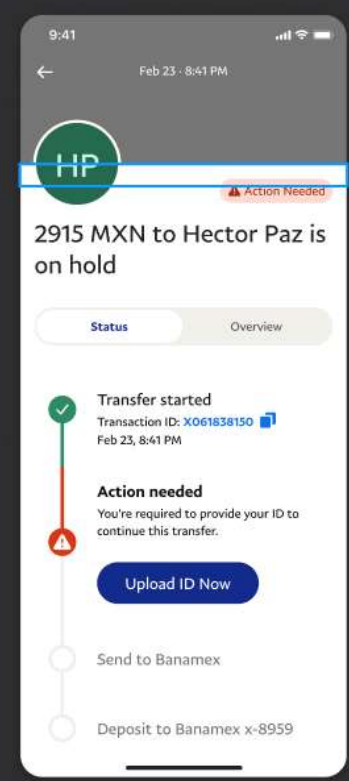 9:41
Feb 23 · 8:41 PM
HP
Action Needed
2915 MXN to Hector Paz is
on hold
Status
Overview
Transfer started
Transaction ID: X061838150
Feb 23, 8:41 PM
Action needed
You're required to provide your ID to
continue this transfer.
Upload ID Now
Send to Banamex
Deposit to Banamex x-8959